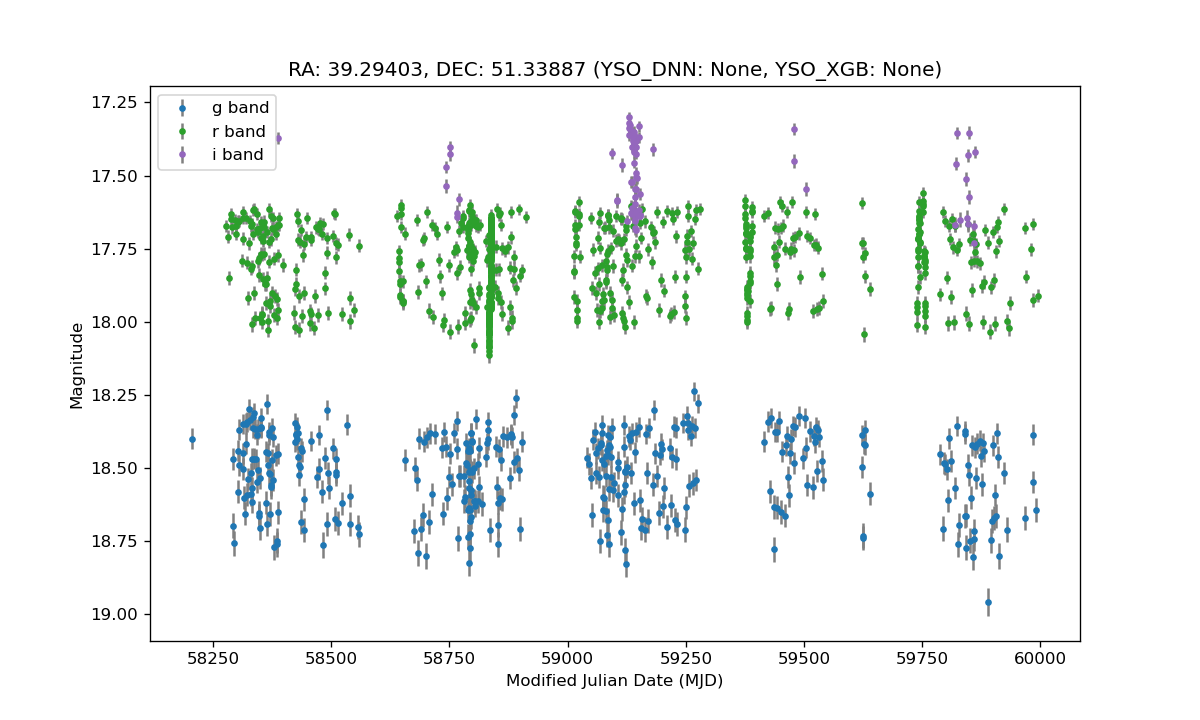 RA: 39.29403, DEC: 51.33887 (YSO_DNN: None, YSO_XGB: None)
g band
r band
i band
17.25
17.50
17.75
18.00
18.25
18.50
18.75
19.00
Magnitude
58250 58500 58750 59000 59250 59500 59750 60000
Modified Julian Date (MJD)